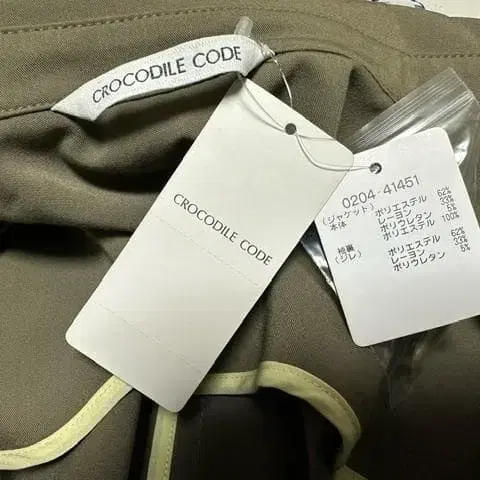 CROCODILE CODE
CROCODILE CODE
0204-41451
(ジャケット)
本体 ポリエステル 62%
レーヨン 33%
ポリウレタン 5%
袖裏 ポリエステル 100%
(ジレ) ポリエステル 62%
レーヨン 33%
ポリウレタン 5%